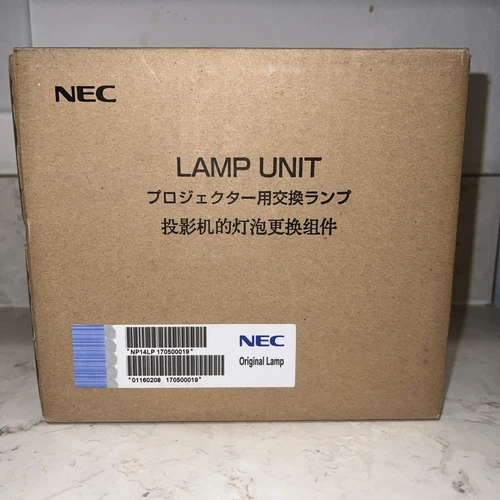 NEC
LAMP UNIT
プロジェクター用交換ランプ
投影机的灯泡更换组件
*NP14LP 170500019*
NEC
Original Lamp
*01160208 170500019*